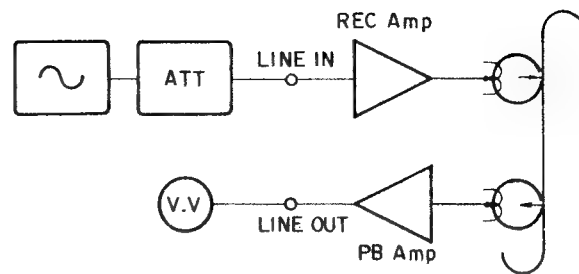 REC Amp
ATT
LINE IN
V.V
LINE OUT
PB Amp